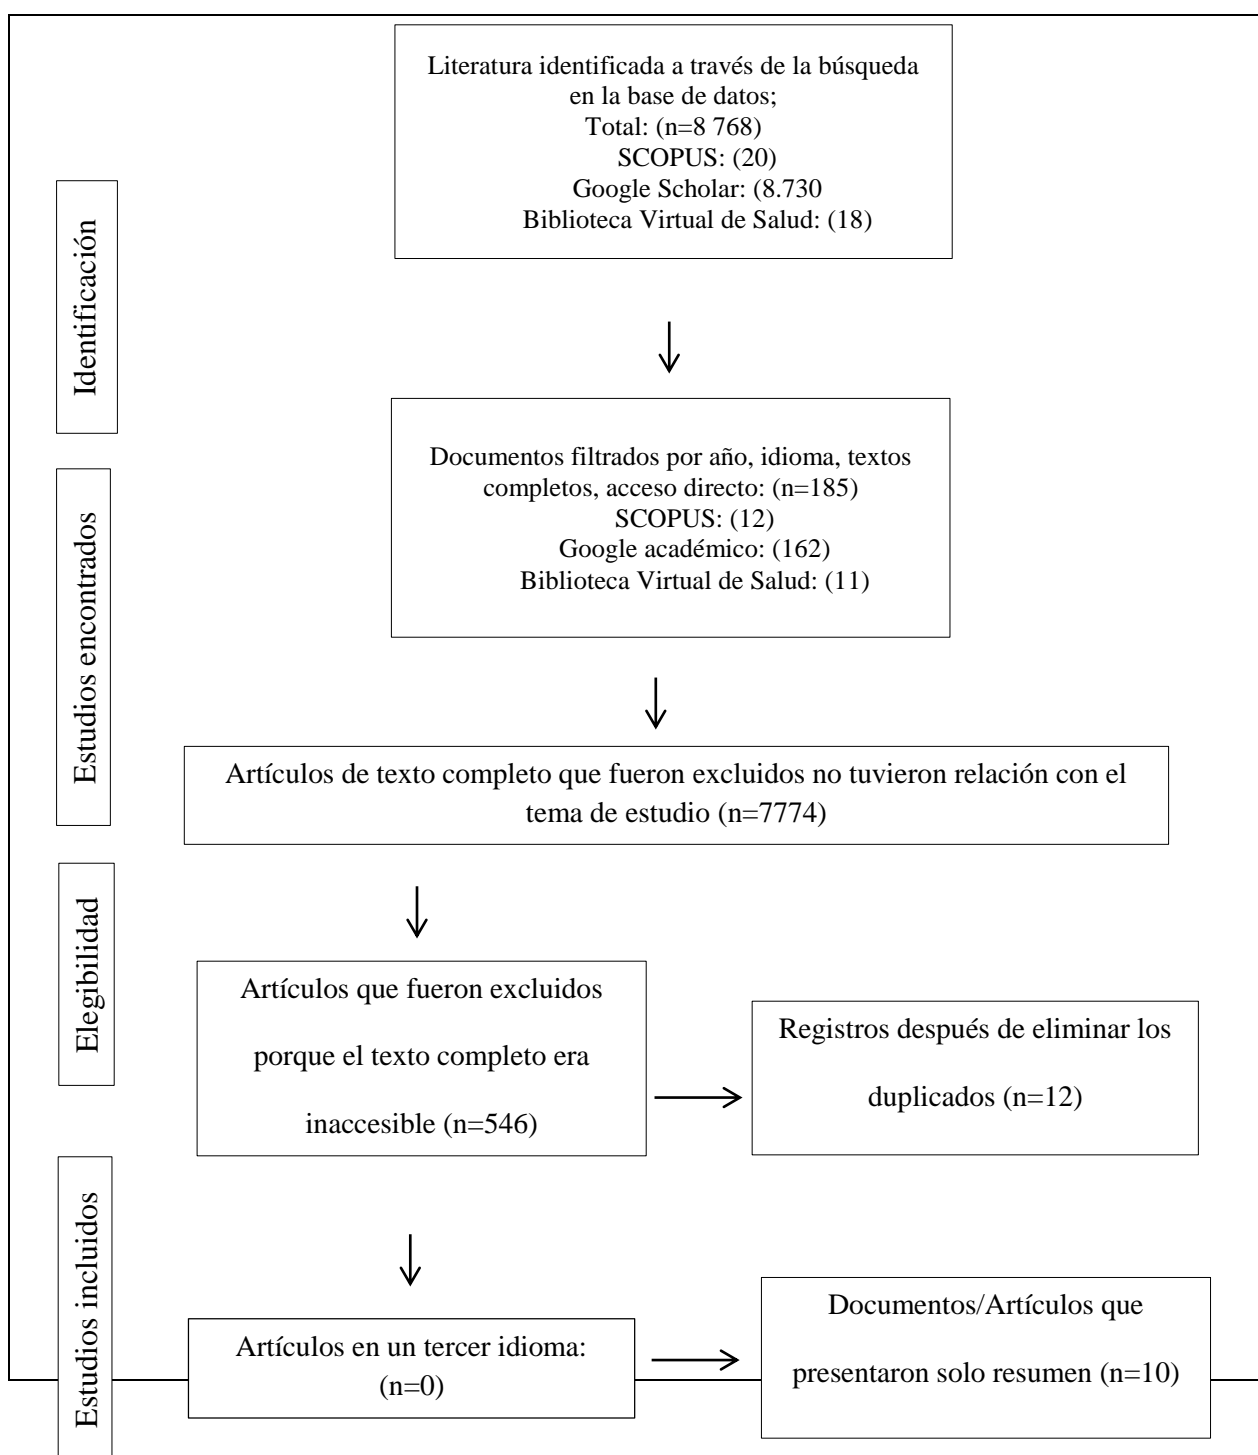 Literatura identificada a través de la búsqueda
en la base de datos;
Total: (n=8 768)
SCOPUS: (20)
Google Scholar: (8.730
Biblioteca Virtual de Salud: (18)
Identificación
Documentos filtrados por año, idioma, textos
completos, acceso directo: (n=185)
SCOPUS: (12)
Google académico: (162)
Biblioteca Virtual de Salud: (11)
Estudios encontrados
Artículos de texto completo que fueron excluidos no tuvieron relación con el
tema de estudio (n=7774)
Elegibilidad
Artículos que fueron excluidos
porque el texto completo era
inaccesible (n=546)
Registros después de eliminar los
duplicados (n=12)
Estudios incluidos
Artículos en un tercer idioma:
(n=0)
Documentos/Artículos que
presentaron solo resumen (n=10)